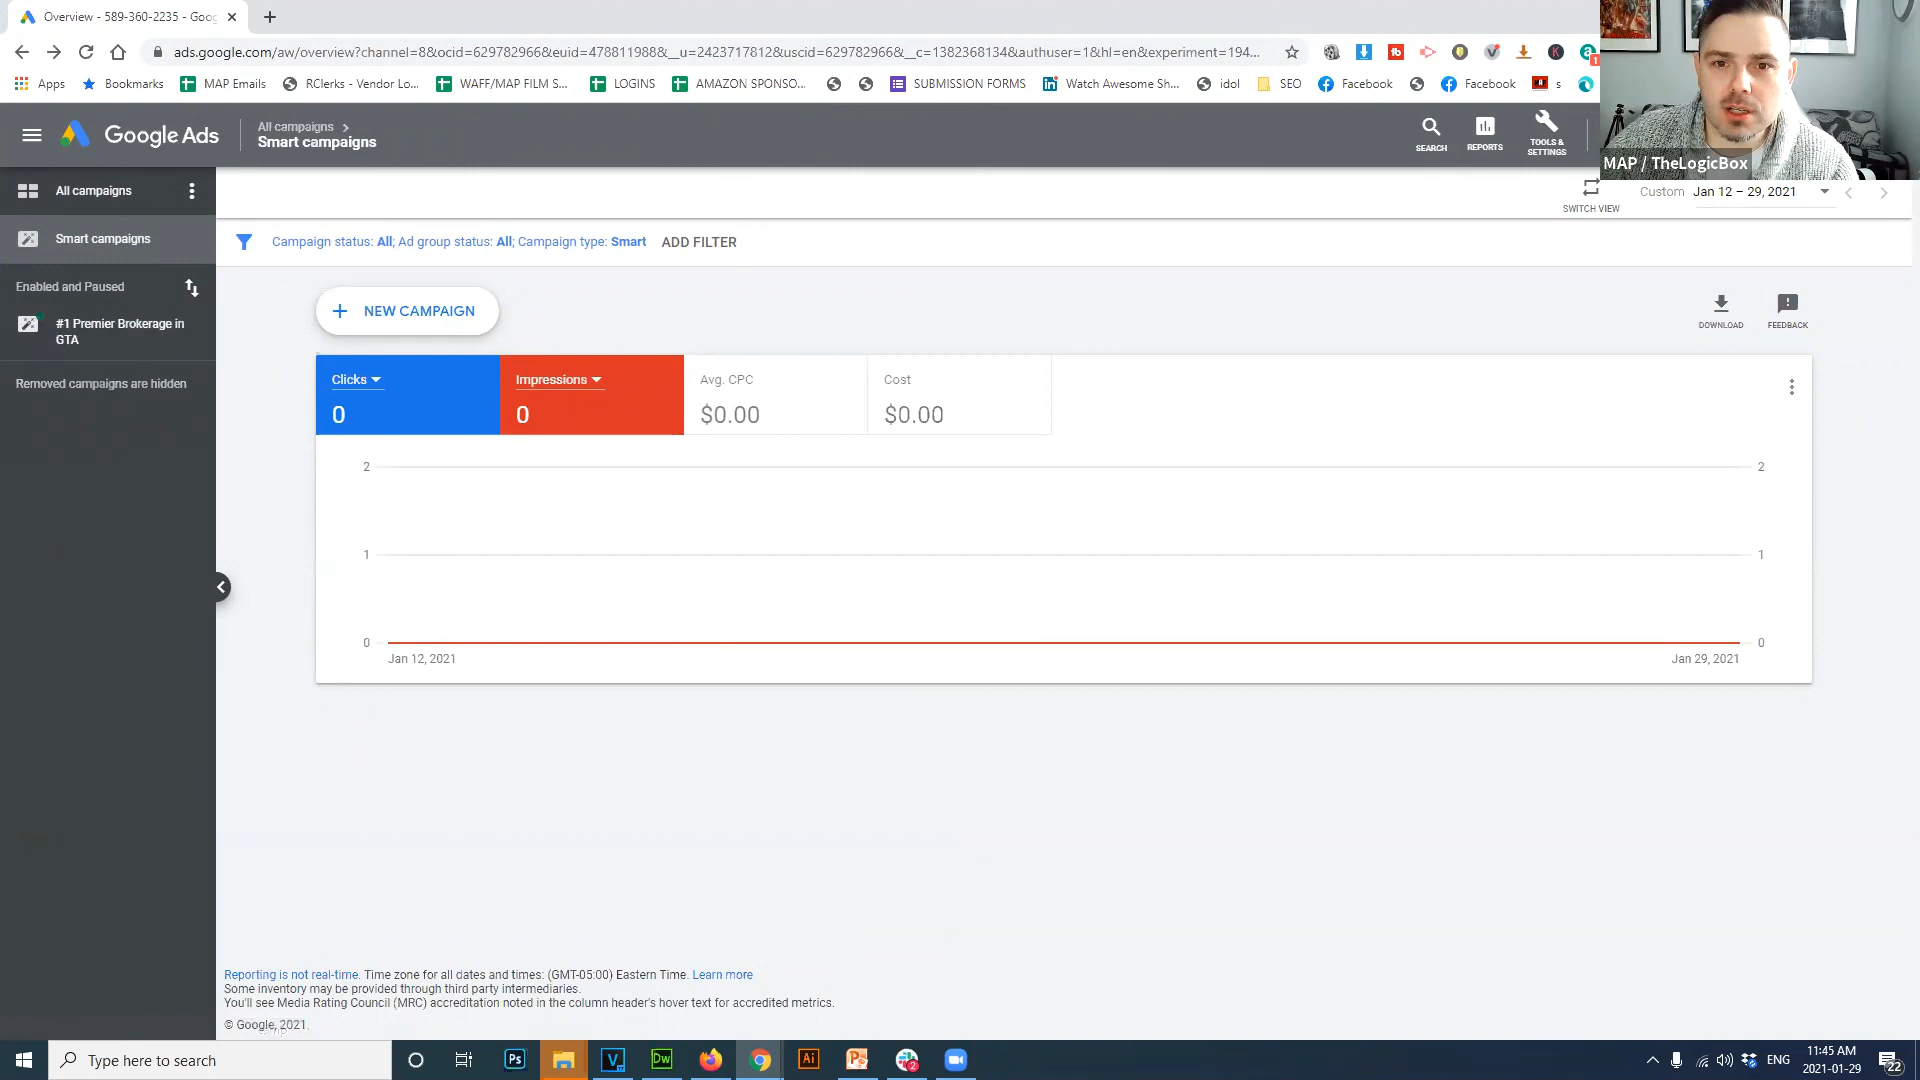 Overview - 589-360-2235 - Goog
ads.google.com/aw/overview?channel=8&ocid=629782966&euid=478811988&__u=2423717812&uscid=629782966&__c=1382368134&authuser=1&hl=en&experiment=194...
Apps
Bookmarks
MAP Emails
RClerks - Vendor Lo...
WAFF/MAP FILM S...
LOGINS
AMAZON SPONSO...
SUBMISSION FORMS
Watch Awesome Sh...
idol
SEO
Facebook
Facebook
s
Google Ads
All campaigns
Smart campaigns
SEARCH
REPORTS
TOOLS &
SETTINGS
MAP / TheLogicBox
All campaigns
SWITCH VIEW
Custom
Jan 12 – 29, 2021
Smart campaigns
Campaign status: All; Ad group status: All; Campaign type: Smart
ADD FILTER
Enabled and Paused
#1 Premier Brokerage in
GTA
Removed campaigns are hidden
NEW CAMPAIGN
DOWNLOAD
FEEDBACK
Clicks
0
Impressions
0
Avg. CPC
$0.00
Cost
$0.00
2
2
1
1
0
0
Jan 12, 2021
Jan 29, 2021
Reporting is not real-time. Time zone for all dates and times: (GMT-05:00) Eastern Time. Learn more
Some inventory may be provided through third party intermediaries.
You'll see Media Rating Council (MRC) accreditation noted in the column header's hover text for accredited metrics.
© Google, 2021.
Type here to search
Ps
V
Dw
Ai
2
ENG
11:45 AM
2021-01-29
22